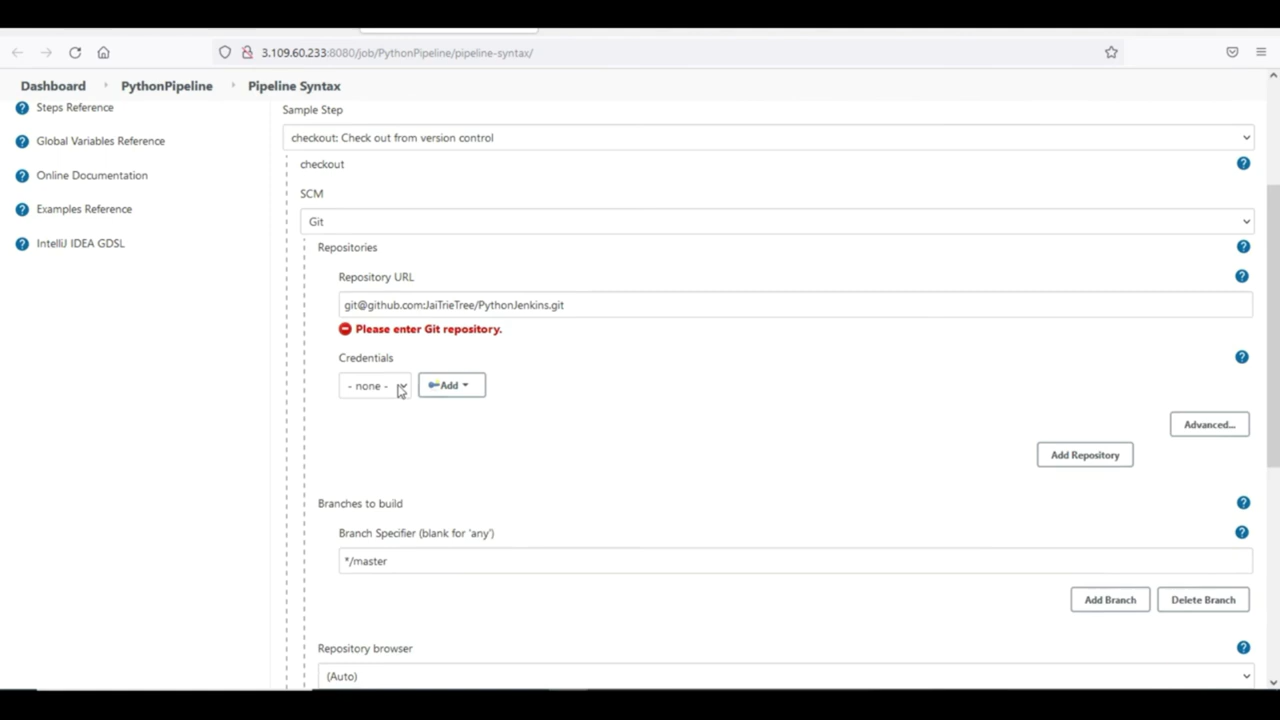 3.109.60.233:8080/job/PythonPipeline/pipeline-syntax/
Dashboard PythonPipeline Pipeline Syntax
Steps Reference
Global Variables Reference
Online Documentation
Examples Reference
IntelliJ IDEA GDSL
Sample Step
checkout: Check out from version control
checkout
SCM
Git
Repositories
Repository URL
git@github.com:JaiTrieTree/PythonJenkins.git
Please enter Git repository.
Credentials
- none - Add
Advanced...
Add Repository
Branches to build
Branch Specifier (blank for 'any')
*/master
Add Branch Delete Branch
Repository browser
(Auto)